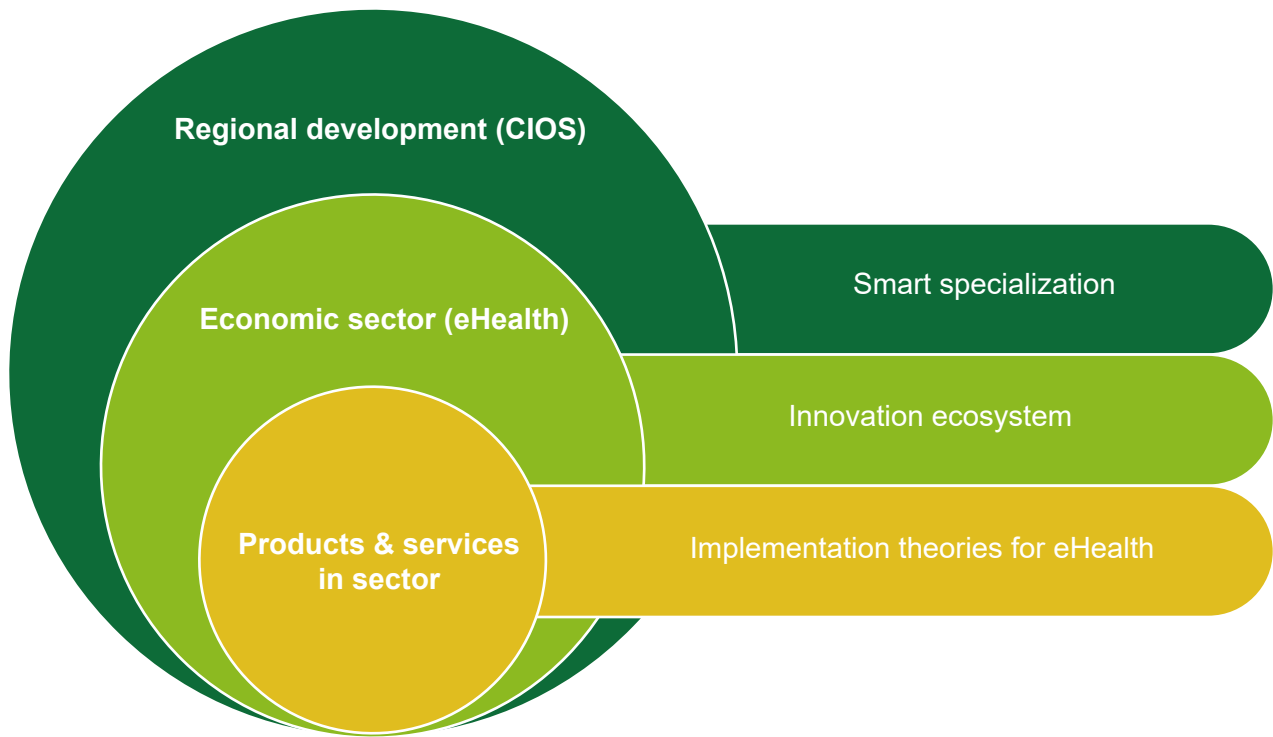 Regional development (CIOS)
Smart specialization
Economic sector (eHealth)
Innovation ecosystem
Products & services
in sector
Implementation theories for eHealth